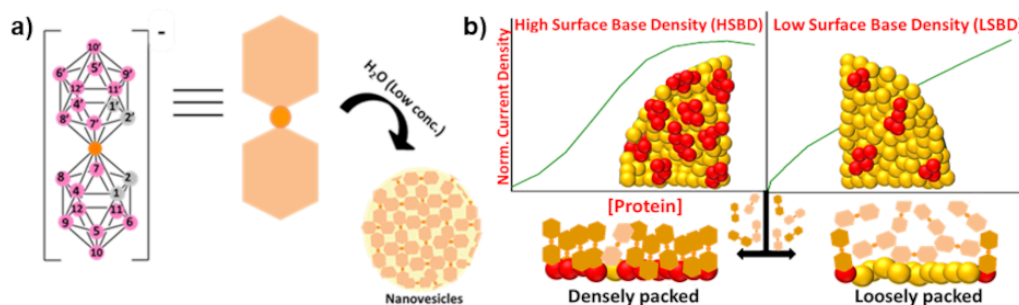 a)
-
10'
6' 5' 9'
12' 11'
4' 1'
8' 7' 2'
7
8 2
4 1
12 11
9 6
5
10
H₂O (Low conc.)
Nanovesicles
b)
High Surface Base Density (HSBD)
Low Surface Base Density (LSBD)
Norm. Current Density
[Protein]
Densely packed
Loosely packed